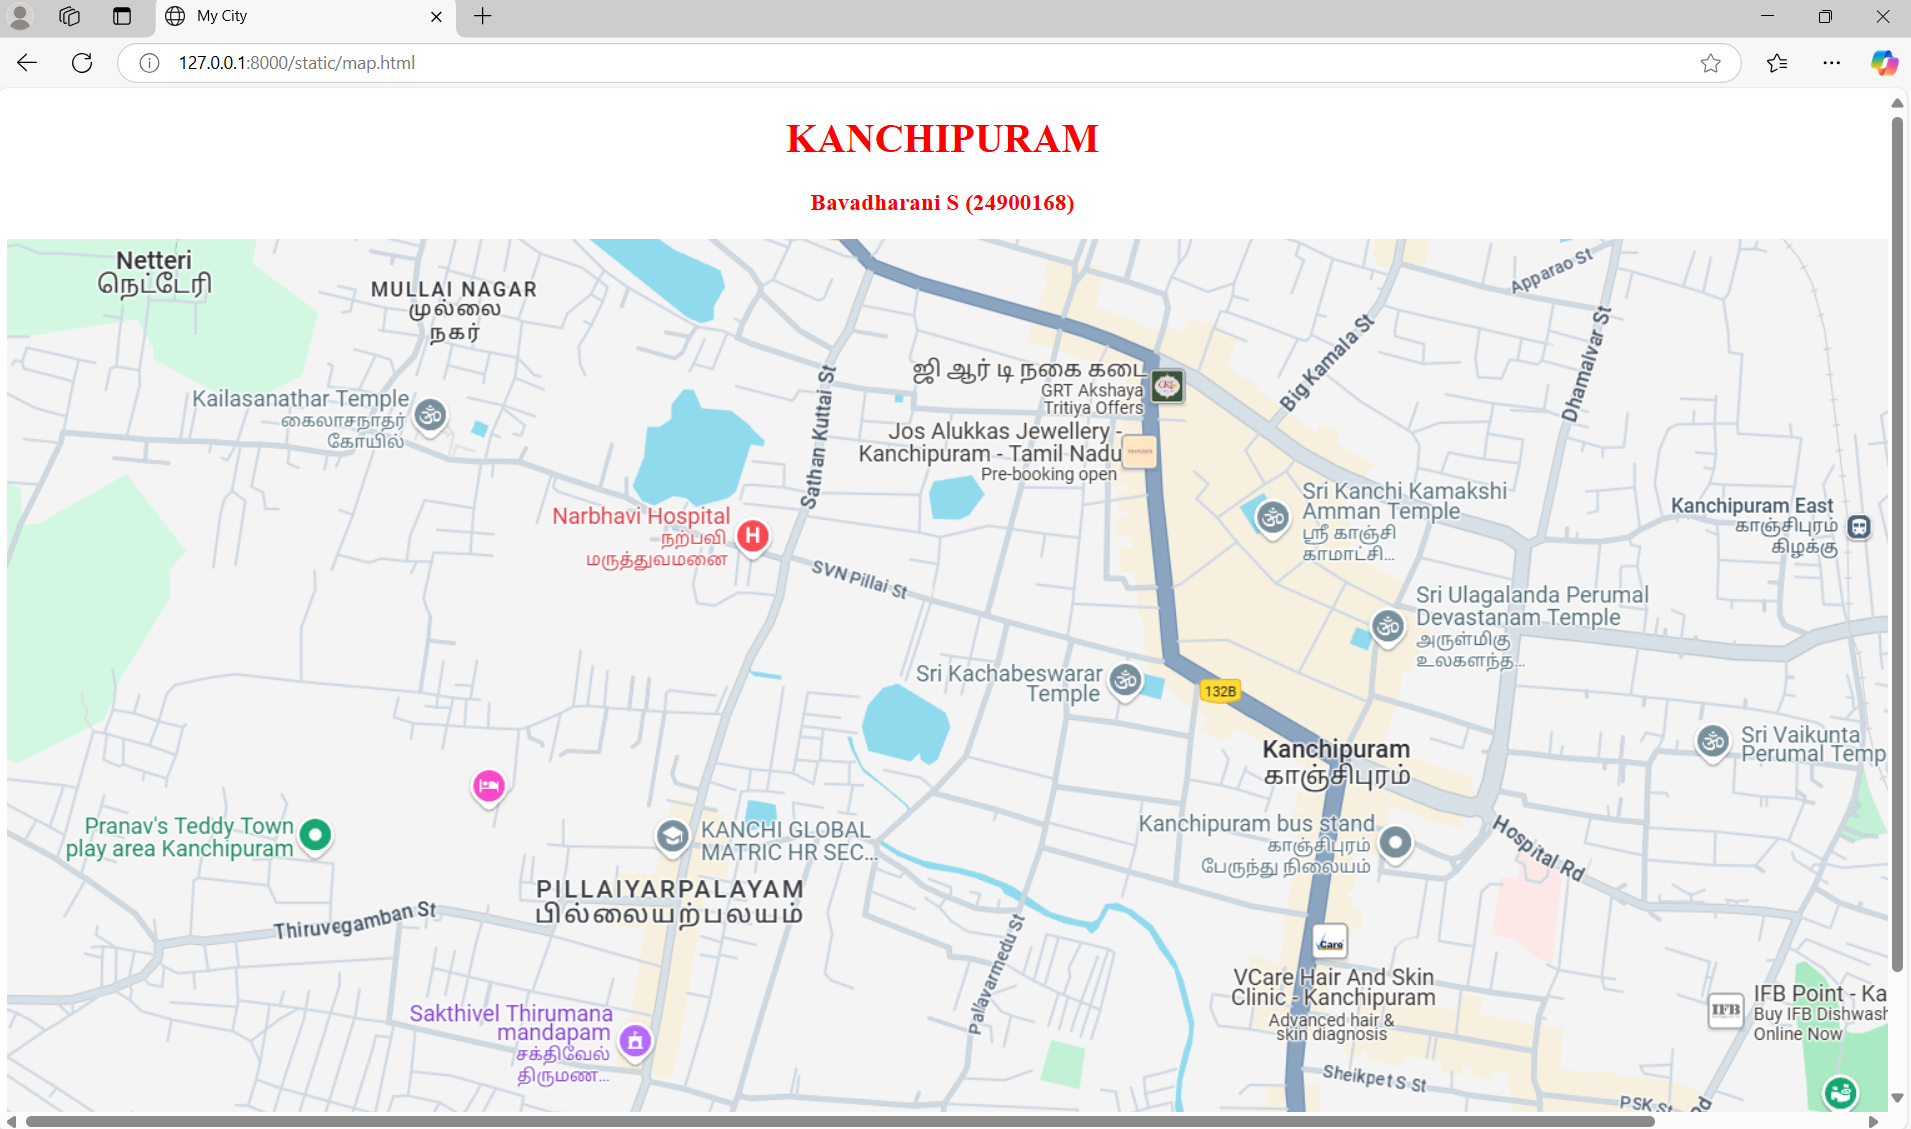 My City
127.0.0.1:8000/static/map.html
KANCHIPURAM
Bavadharani S (24900168)
Netteri
நெட்டேரி
MULLAI NAGAR
முல்லை
நகர்
Apparao St
Big Kamala St
Dhamalvar St
Sathan Kuttai St
ஜி ஆர் டி நகை கடை
GRT Akshaya
Tritiya Offers
Kailasanathar Temple
கைலாசநாதர்
கோயில்
Jos Alukkas Jewellery -
Kanchipuram - Tamil Nadu
Pre-booking open
Sri Kanchi Kamakshi
Amman Temple
ஸ்ரீ காஞ்சி
காமாட்சி...
Kanchipuram East
காஞ்சிபுரம்
கிழக்கு
Narbhavi Hospital
நற்பவி
மருத்துவமனை
H
SVN Pillai St
Sri Ulagalanda Perumal
Devastanam Temple
அருள்மிகு
உலகளந்த...
Sri Kachabeswarar
Temple
132B
Kanchipuram
காஞ்சிபுரம்
Sri Vaikunta
Perumal Temp
Pranav's Teddy Town
play area Kanchipuram
KANCHI GLOBAL
MATRIC HR SEC...
Kanchipuram bus stand
காஞ்சிபுரம்
பேருந்து நிலையம்
Hospital Rd
PILLAIYARPALAYAM
பில்லையற்பலயம்
Thiruvegamban St
Pallavarmedu St
VCare
VCare Hair And Skin
Clinic - Kanchipuram
Advanced hair &
skin diagnosis
IFB
IFB Point - Ka
Buy IFB Dishwash
Online Now
Sakthivel Thirumana
mandapam
சக்திவேல்
திருமண...
Sheikpet S St
PSK St
od